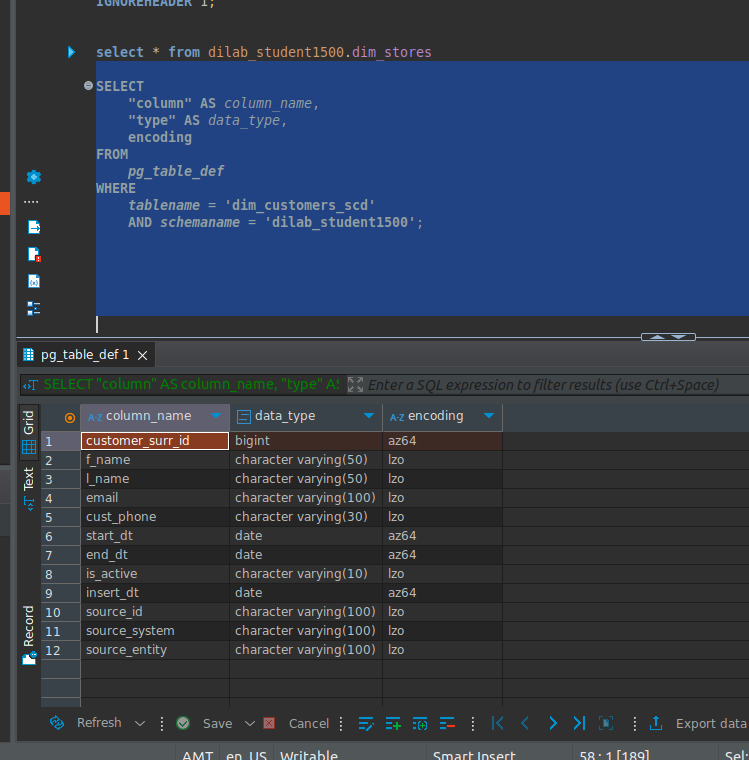 IGNOREHEADER 1;
select * from dilab_student1500.dim_stores
SELECT
"column" AS column_name,
"type" AS data_type,
encoding
FROM
pg_table_def
WHERE
tablename = 'dim_customers_scd'
AND schemaname = 'dilab_student1500';
pg_table_def 1
SELECT "column" AS column_name, "type" AS Enter a SQL expression to filter results (use Ctrl+Space)
Grid
Text
Record
column_name data_type encoding
1 customer_surr_id bigint az64
2 f_name character varying(50) lzo
3 l_name character varying(50) lzo
4 email character varying(100) lzo
5 cust_phone character varying(30) lzo
6 start_dt date az64
7 end_dt date az64
8 is_active character varying(10) lzo
9 insert_dt date az64
10 source_id character varying(100) lzo
11 source_system character varying(100) lzo
12 source_entity character varying(100) lzo
Refresh Save Cancel Export data
AMT en_US Writable Smart Insert 58 : 1 [189] Sel: